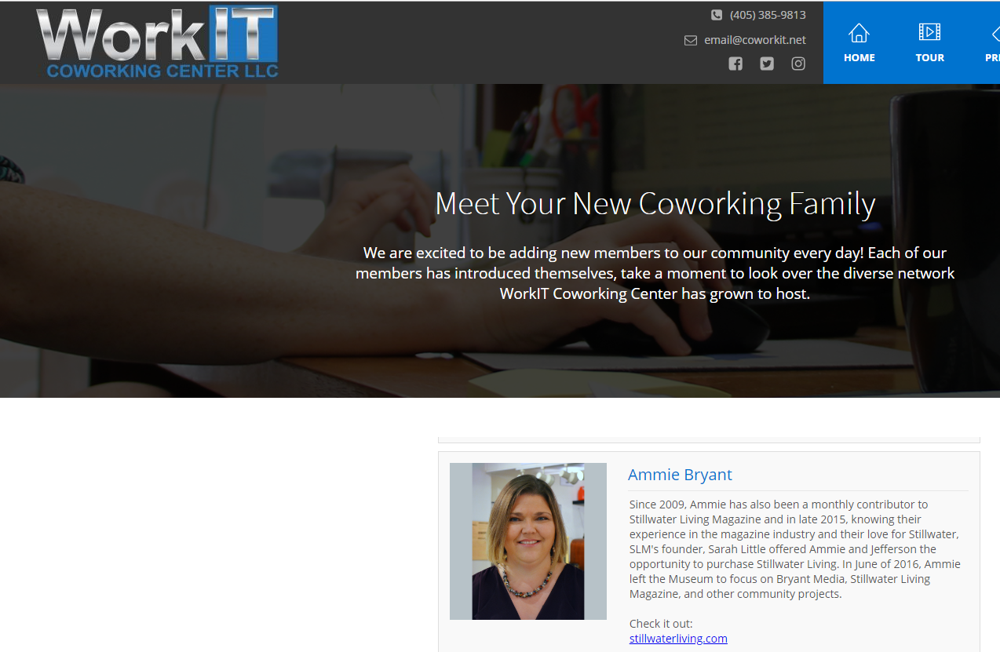 WorkIT
COWORKING CENTER LLC
(405) 385-9813
email@coworkit.net
HOME
TOUR
PRI
Meet Your New Coworking Family
We are excited to be adding new members to our community every day! Each of our
members has introduced themselves, take a moment to look over the diverse network
WorkIT Coworking Center has grown to host.
Ammie Bryant
Since 2009, Ammie has also been a monthly contributor to
Stillwater Living Magazine and in late 2015, knowing their
experience in the magazine industry and their love for Stillwater,
SLM's founder, Sarah Little offered Ammie and Jefferson the
opportunity to purchase Stillwater Living. In June of 2016, Ammie
left the Museum to focus on Bryant Media, Stillwater Living
Magazine, and other community projects.
Check it out:
stillwaterliving.com